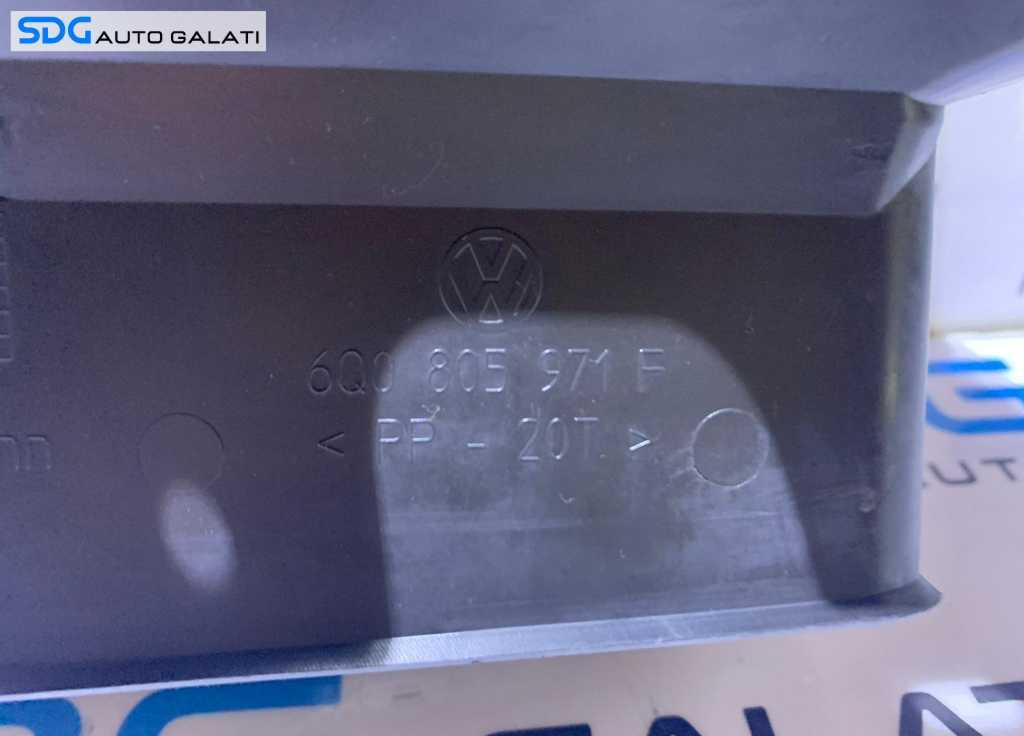 SDG AUTO GALATI
6Q0 805 971 F
< PP - 20T >